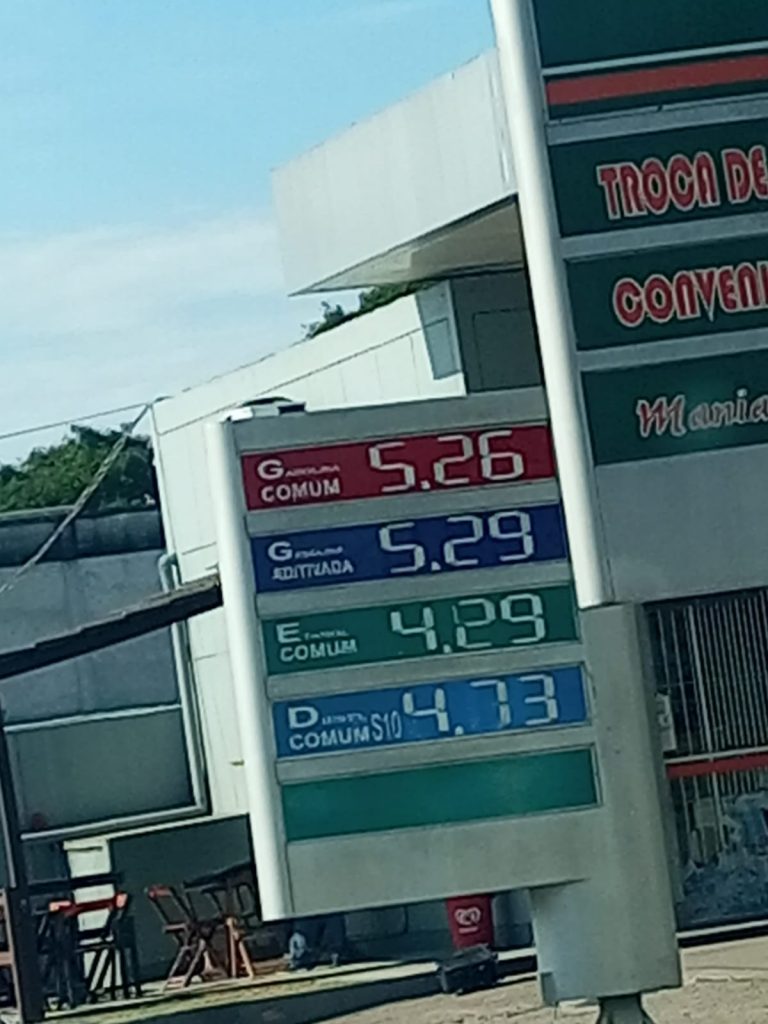 TROCA DE
CONVENI
Mania
GASOLINA
COMUM
5.26
GASOLINA
ADITIVADA
5.29
ETANOL
COMUM
4.29
DIESEL
COMUM S10
4.73